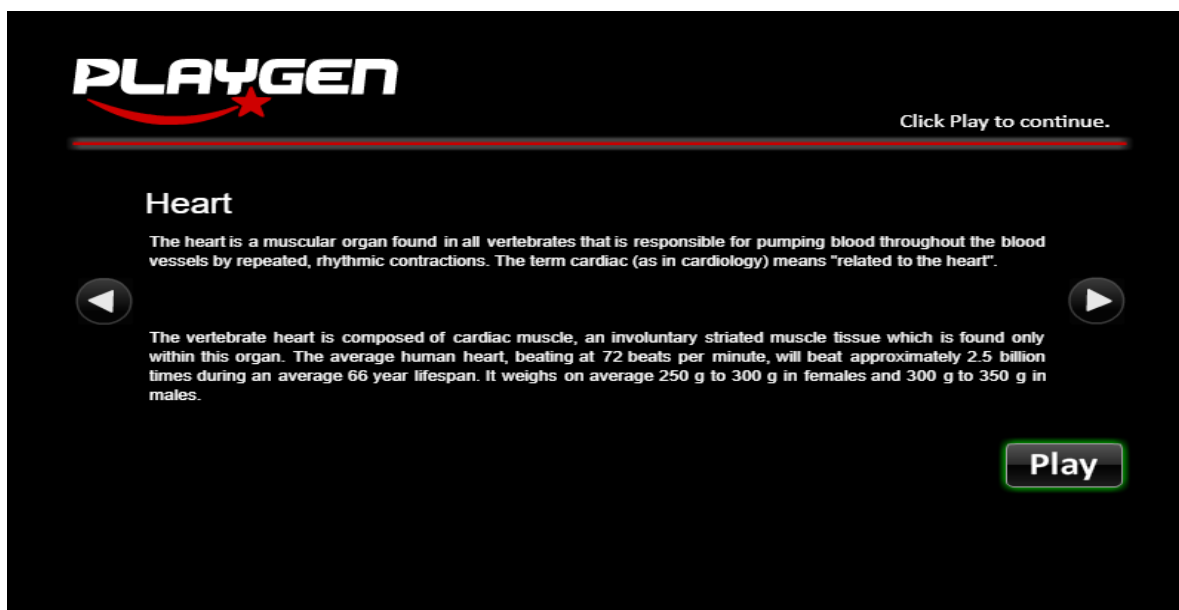 PLAYGEN
Click Play to continue.
Heart
The heart is a muscular organ found in all vertebrates that is responsible for pumping blood throughout the blood
vessels by repeated, rhythmic contractions. The term cardiac (as in cardiology) means "related to the heart".
The vertebrate heart is composed of cardiac muscle, an involuntary striated muscle tissue which is found only
within this organ. The average human heart, beating at 72 beats per minute, will beat approximately 2.5 billion
times during an average 66 year lifespan. It weighs on average 250 g to 300 g in females and 300 g to 350 g in
males.
Play